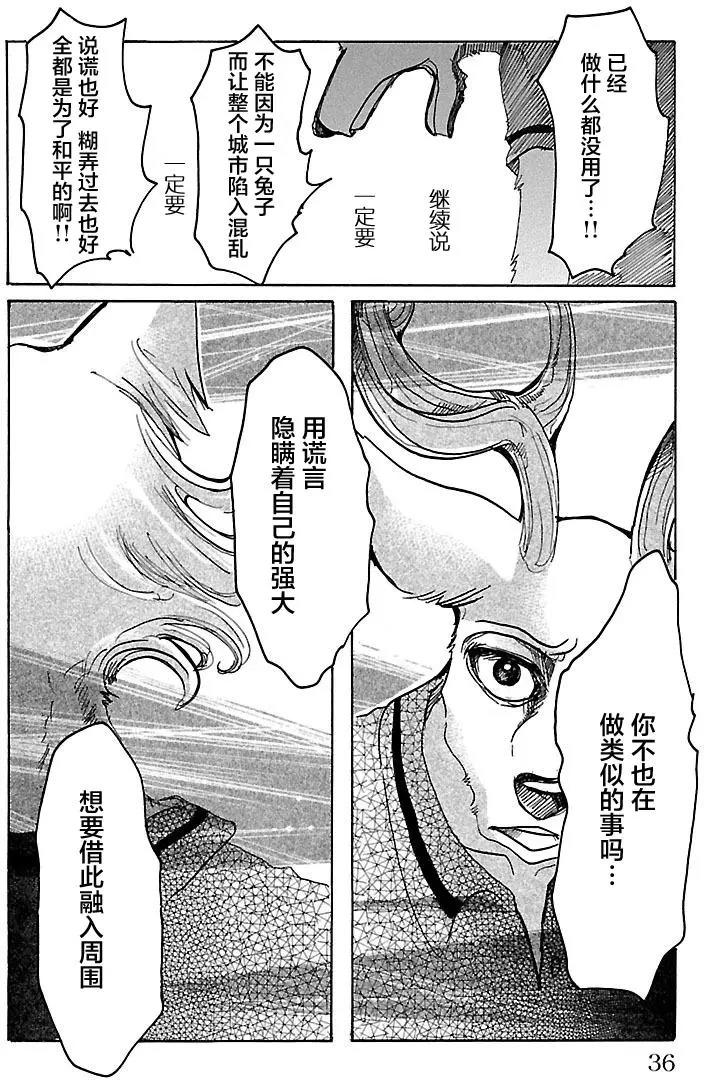 已经
做什么都没用了…!!
继续说
一定要
不能因为一只兔子
而让整个城市陷入混乱
一定要
说谎也好 糊弄过去也好
全都是为了和平的啊!!
你不也在
做类似的事吗…
用谎言
隐瞒着自己的强大
想要借此融入周围
36